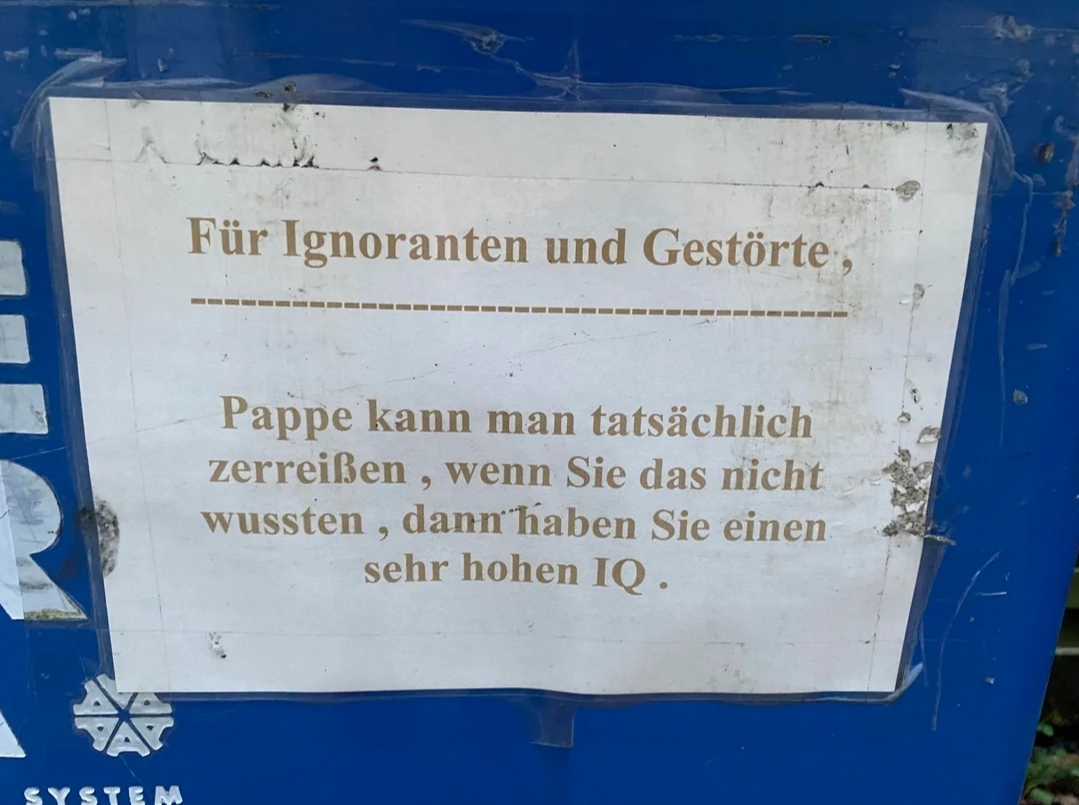 Für Ignoranten und Gestörte ,
---------------------------------------
Pappe kann man tatsächlich
zerreißen , wenn Sie das nicht
wussten , dann haben Sie einen
sehr hohen IQ .
SYSTEM